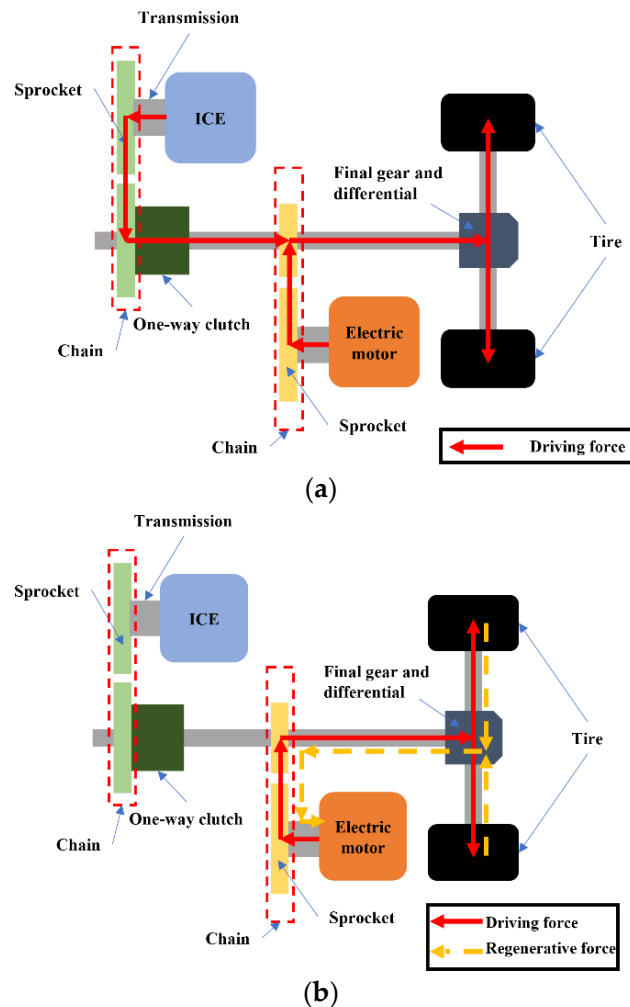 Transmission
Sprocket
ICE
Final gear and
differential
Tire
One-way clutch
Electric
motor
Chain
Sprocket
Chain
Driving force
(a)
Transmission
Sprocket
ICE
Final gear and
differential
Tire
One-way clutch
Electric
motor
Chain
Sprocket
Chain
Driving force
Regenerative force
(b)